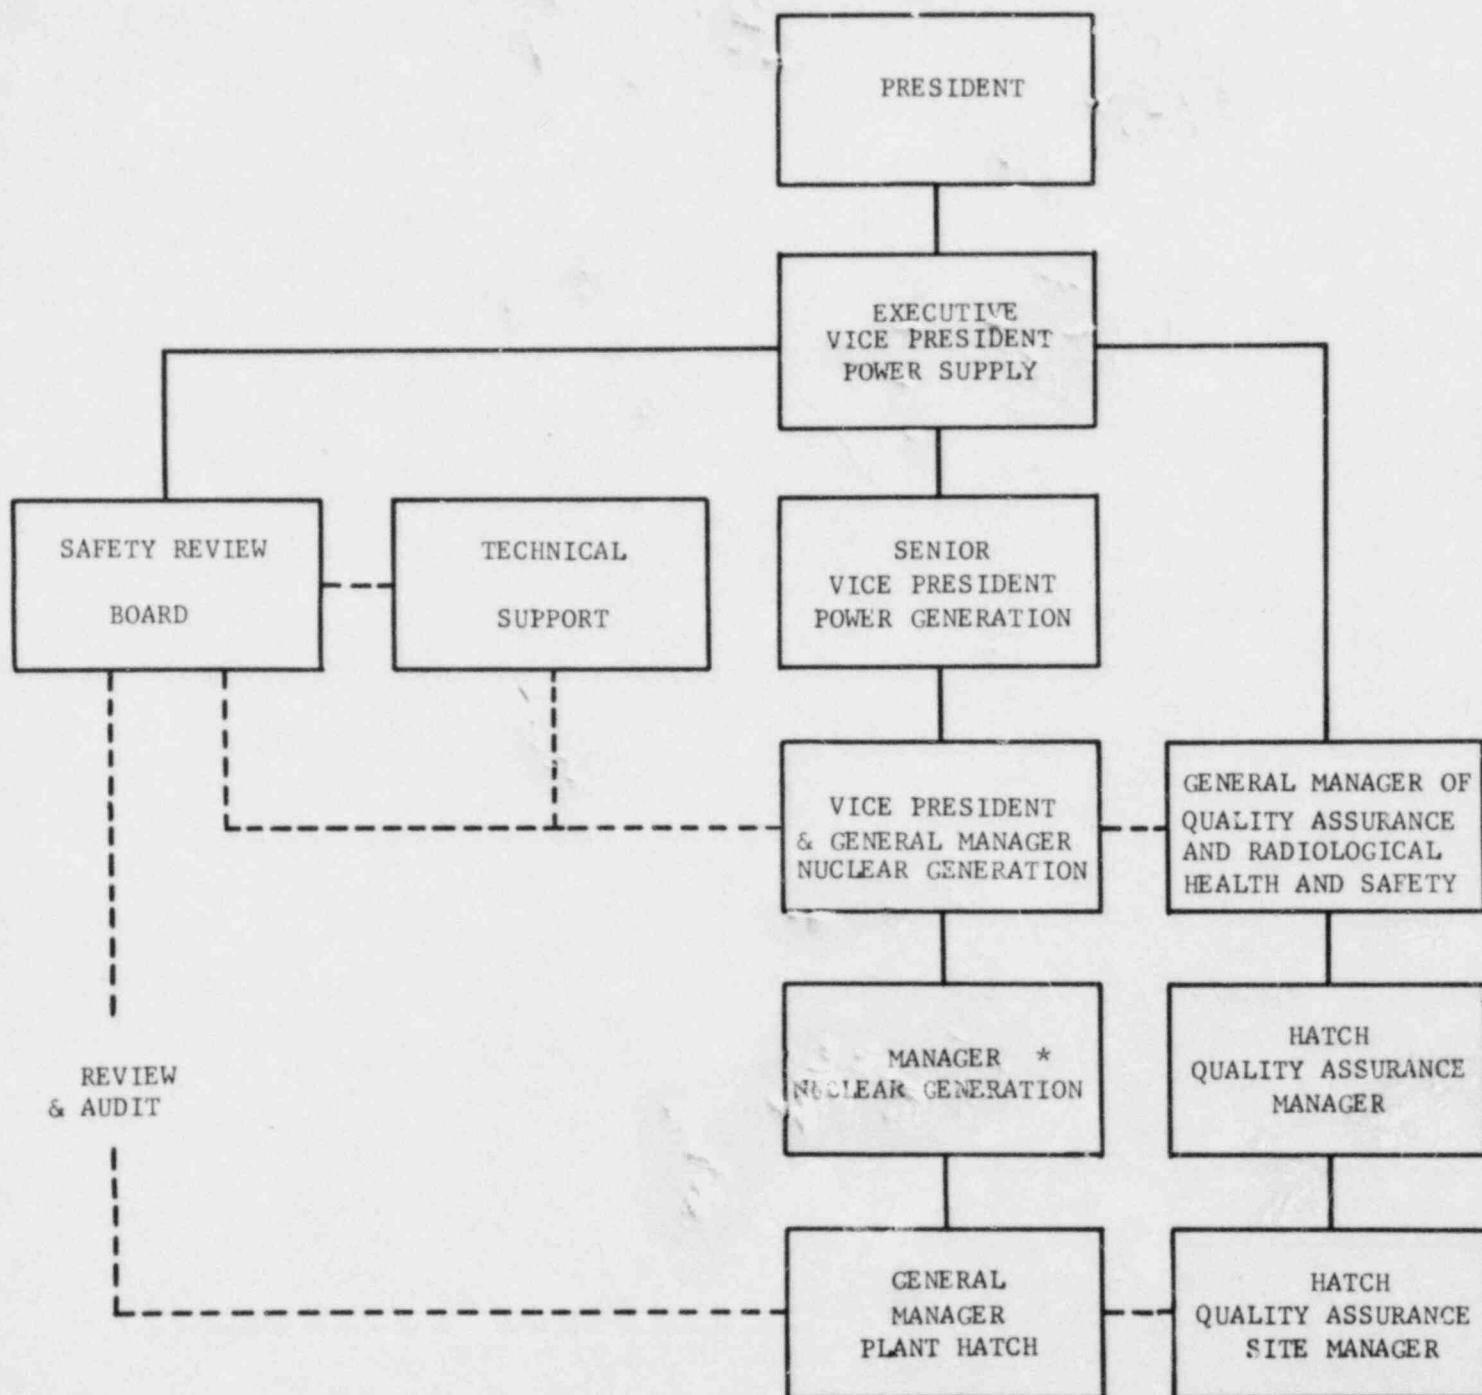 PRESIDENT
EXECUTIVE
VICE PRESIDENT
POWER SUPPLY
SAFETY REVIEW
BOARD
TECHNICAL
SUPPORT
SENIOR
VICE PRESIDENT
POWER GENERATION
VICE PRESIDENT
& GENERAL MANAGER
NUCLEAR GENERATION
GENERAL MANAGER OF
QUALITY ASSURANCE
AND RADIOLOGICAL
HEALTH AND SAFETY
REVIEW
& AUDIT
MANAGER *
NUCLEAR GENERATION
HATCH
QUALITY ASSURANCE
MANAGER
GENERAL
MANAGER
PLANT HATCH
HATCH
QUALITY ASSURANCE
SITE MANAGER